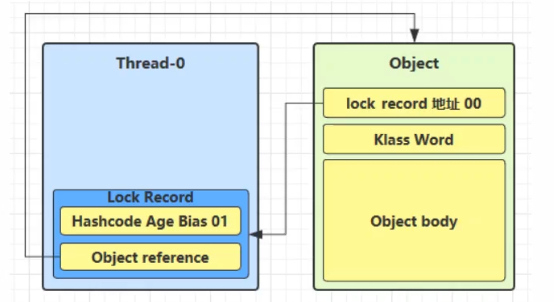 Thread-0
Lock Record
Hashcode Age Bias 01
Object reference
Object
lock record 地址 00
Klass Word
Object body